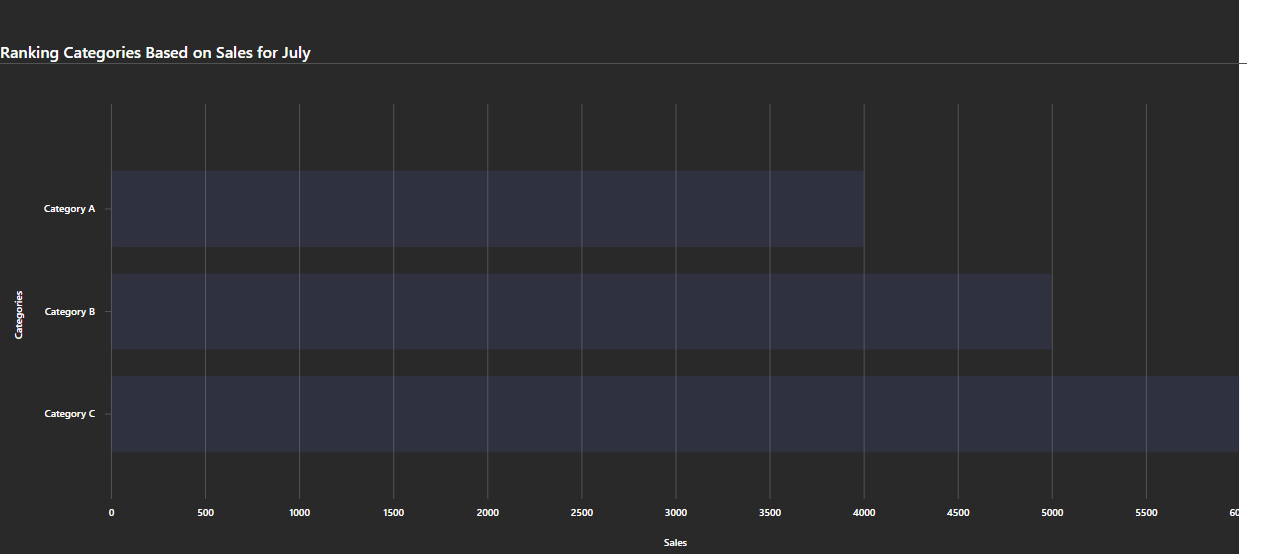 Ranking Categories Based on Sales for July
Category A
Category B
Category C
Categories
0 500 1000 1500 2000 2500 3000 3500 4000 4500 5000 5500 60
Sales